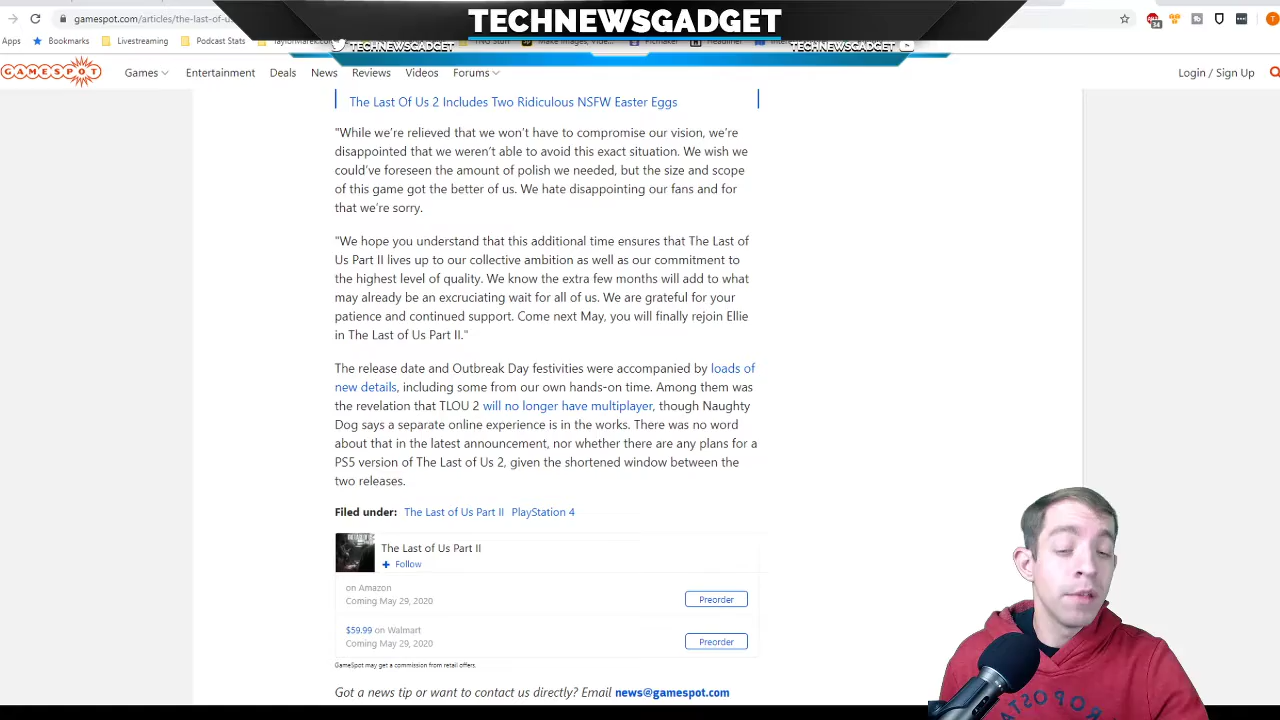 TECHNEWSGADGET
gamespot.com/articles/the-last-of-us
Apps Bookmarks Livestreaming Podcast Stats
TECHNEWSGADGET
TECHNEWSGADGET
GAMESPOT
Games Entertainment Deals News Reviews Videos Forums
Login / Sign Up
The Last Of Us 2 Includes Two Ridiculous NSFW Easter Eggs
"While we're relieved that we won't have to compromise our vision, we're
disappointed that we weren't able to avoid this exact situation. We wish we
could've foreseen the amount of polish we needed, but the size and scope
of this game got the better of us. We hate disappointing our fans and for
that we're sorry.
"We hope you understand that this additional time ensures that The Last of
Us Part II lives up to our collective ambition as well as our commitment to
the highest level of quality. We know the extra few months will add to what
may already be an excruciating wait for all of us. We are grateful for your
patience and continued support. Come next May, you will finally rejoin Ellie
in The Last of Us Part II."
The release date and Outbreak Day festivities were accompanied by loads of
new details, including some from our own hands-on time. Among them was
the revelation that TLOU 2 will no longer have multiplayer, though Naughty
Dog says a separate online experience is in the works. There was no word
about that in the latest announcement, nor whether there are any plans for a
PS5 version of The Last of Us 2, given the shortened window between the
two releases.
Filed under: The Last of Us Part II PlayStation 4
The Last of Us Part II
Follow
on Amazon
Coming May 29, 2020
Preorder
$59.99 on Walmart
Coming May 29, 2020
Preorder
GameSpot may get a commission from retail offers.
Got a news tip or want to contact us directly? Email news@gamespot.com